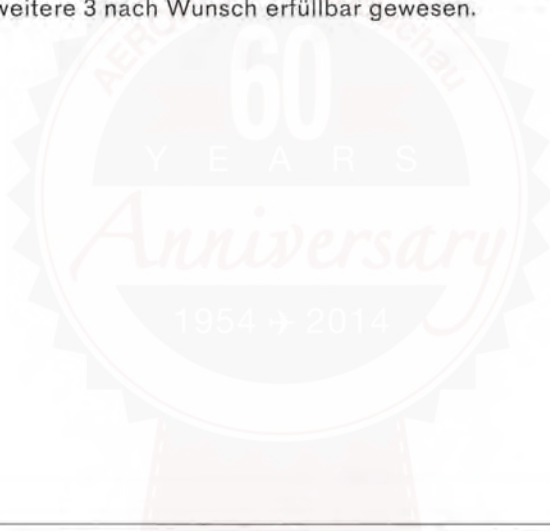 weitere 3 nach Wunsch erfüllbar gewesen.
60
YEARS
Anniversary
1954 → 2014